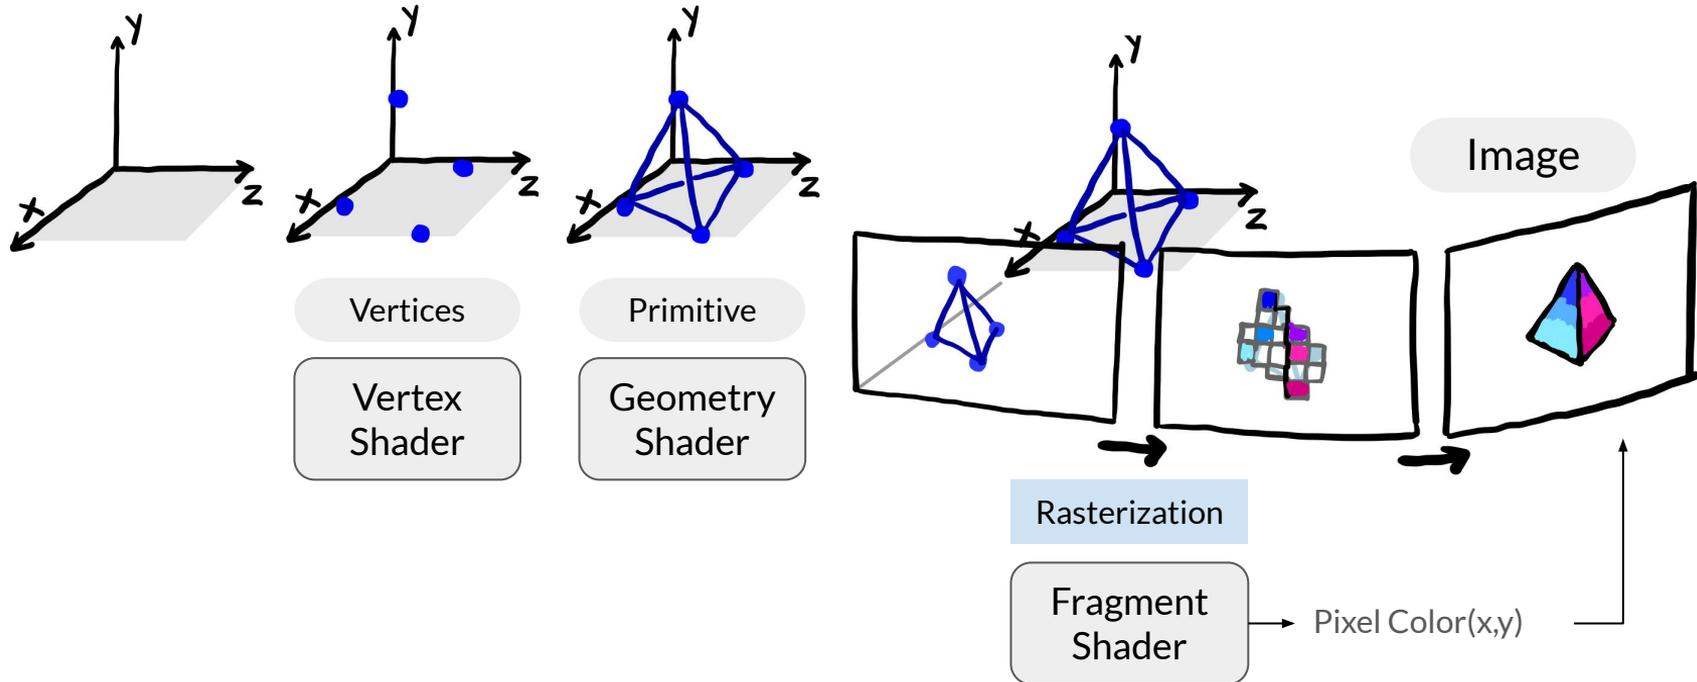 y
x
z
y
x
z
y
x
z
y
x
z
Vertices
Vertex
Shader
Primitive
Geometry
Shader
Image
Rasterization
Fragment
Shader
Pixel Color(x,y)